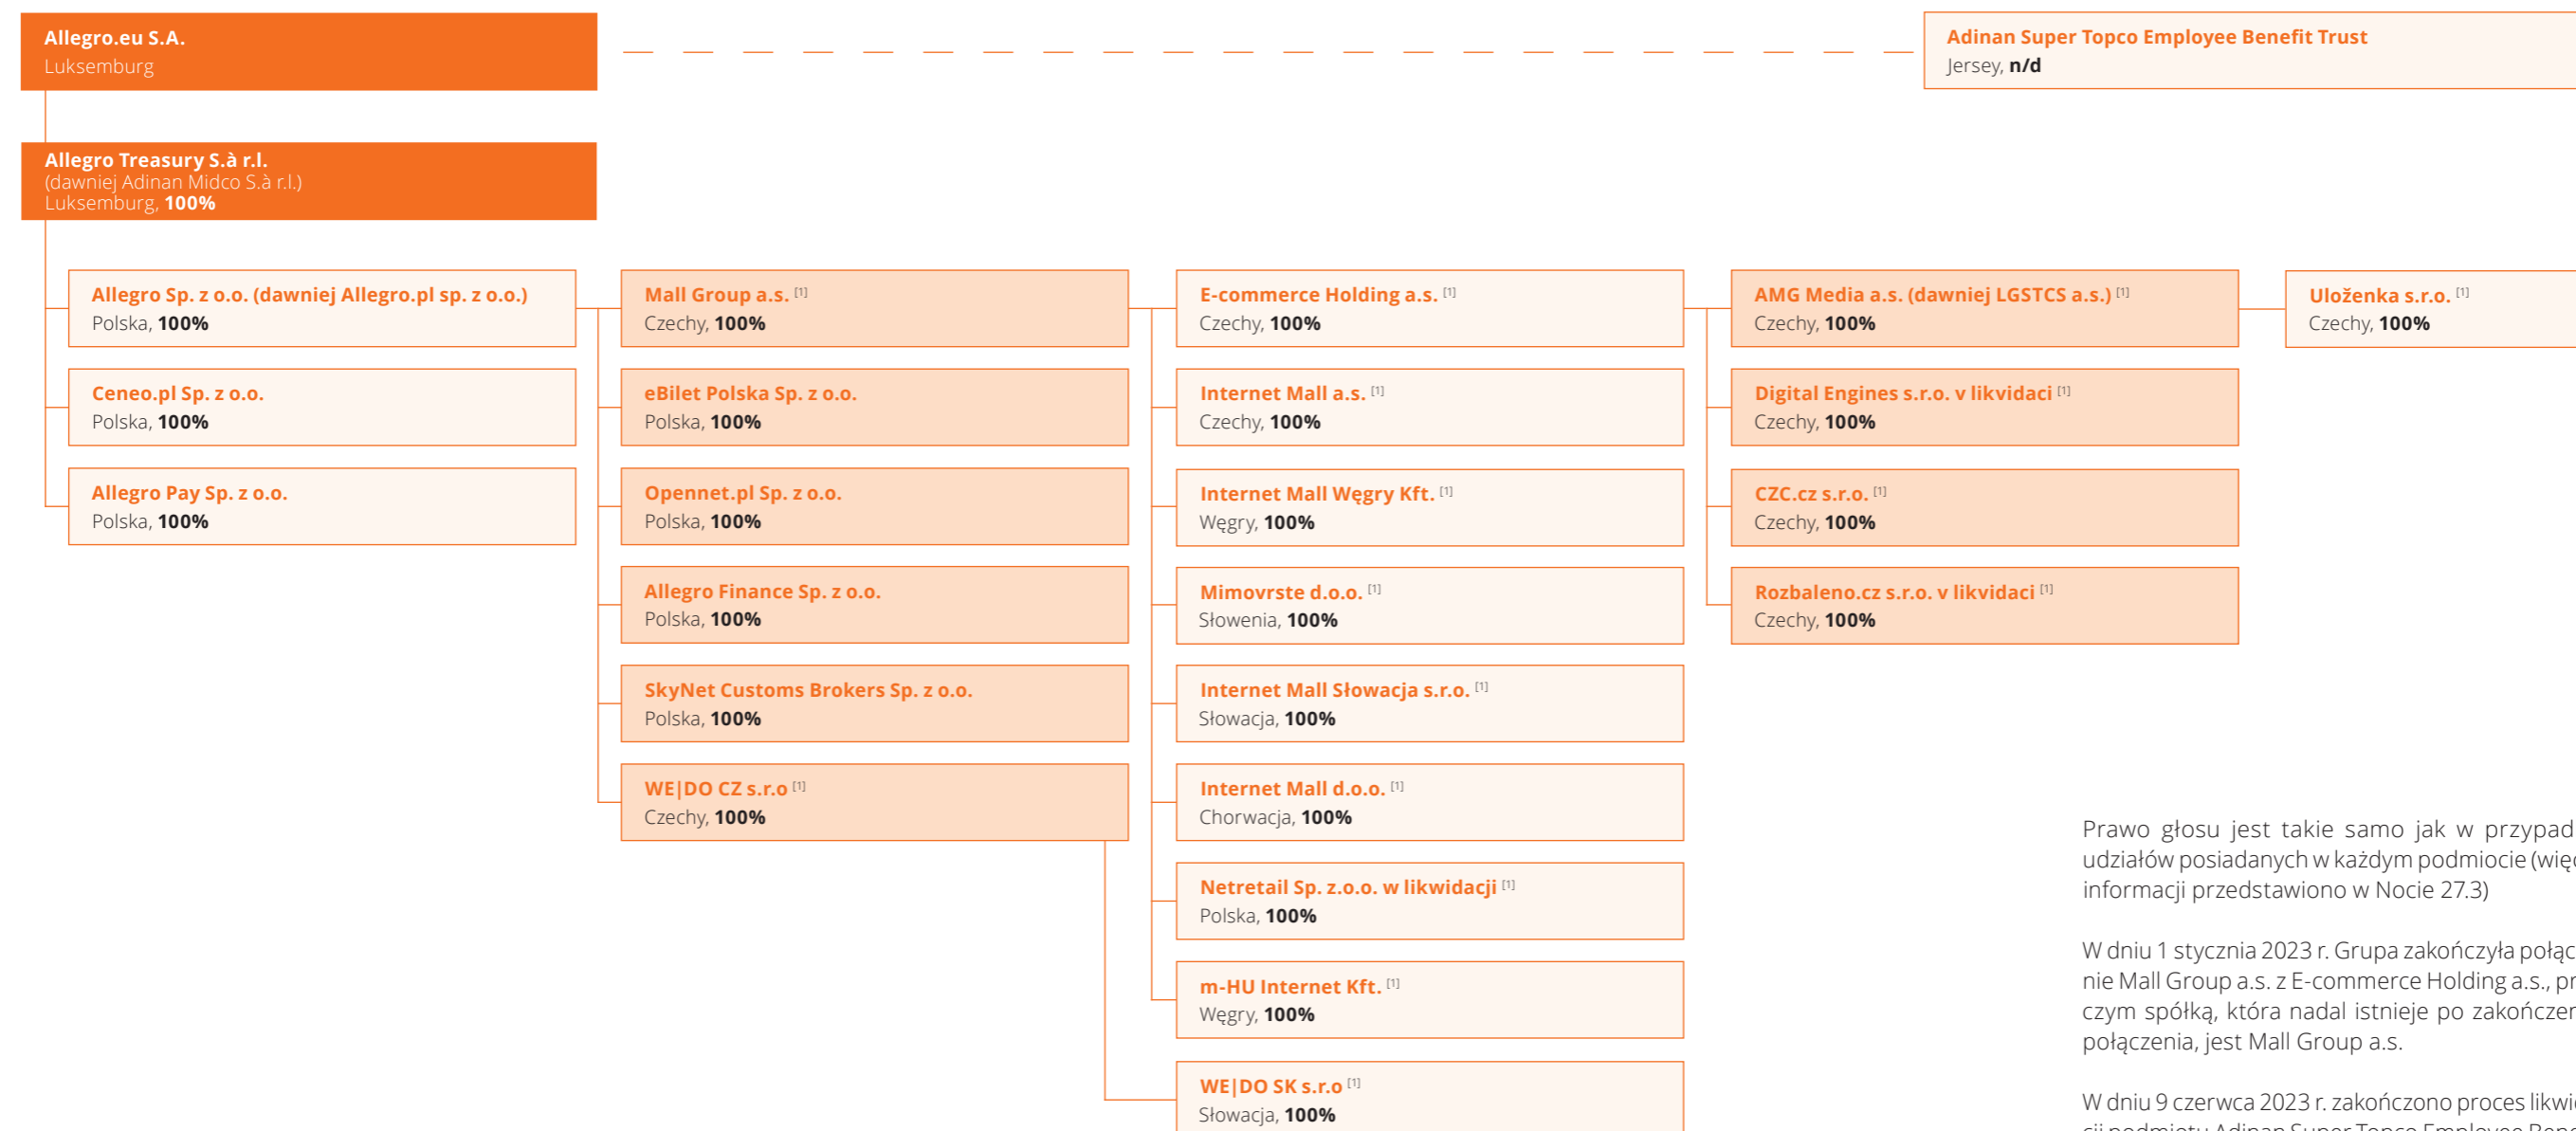 Allegro.eu S.A.
Luksemburg
Adinan Super Topco Employee Benefit Trust
Jersey, n/d
Allegro Treasury S.à r.l.
(dawniej Adinan Midco S.à r.l.)
Luksemburg, 100%
Allegro Sp. z o.o. (dawniej Allegro.pl sp. z o.o.)
Polska, 100%
Ceneo.pl Sp. z o.o.
Polska, 100%
Allegro Pay Sp. z o.o.
Polska, 100%
Mall Group a.s. [1]
Czechy, 100%
eBilet Polska Sp. z o.o.
Polska, 100%
Opennet.pl Sp. z o.o.
Polska, 100%
Allegro Finance Sp. z o.o.
Polska, 100%
SkyNet Customs Brokers Sp. z o.o.
Polska, 100%
WE|DO CZ s.r.o [1]
Czechy, 100%
E-commerce Holding a.s. [1]
Czechy, 100%
Internet Mall a.s. [1]
Czechy, 100%
Internet Mall Węgry Kft. [1]
Węgry, 100%
Mimovrste d.o.o. [1]
Słowenia, 100%
Internet Mall Słowacja s.r.o. [1]
Słowacja, 100%
Internet Mall d.o.o. [1]
Chorwacja, 100%
Netretail Sp. z.o.o. w likwidacji [1]
Polska, 100%
m-HU Internet Kft. [1]
Węgry, 100%
WE|DO SK s.r.o [1]
Słowacja, 100%
AMG Media a.s. (dawniej LGSTCS a.s.) [1]
Czechy, 100%
Digital Engines s.r.o. v likvidaci [1]
Czechy, 100%
CZC.cz s.r.o. [1]
Czechy, 100%
Rozbaleno.cz s.r.o. v likvidaci [1]
Czechy, 100%
Uloženka s.r.o. [1]
Czechy, 100%
Prawo głosu jest takie samo jak w przypad
udziałów posiadanych w każdym podmiocie (więc
informacji przedstawiono w Nocie 27.3)
W dniu 1 stycznia 2023 r. Grupa zakończyła połąc
nie Mall Group a.s. z E-commerce Holding a.s., pr
czym spółką, która nadal istnieje po zakończer
połączenia, jest Mall Group a.s.
W dniu 9 czerwca 2023 r. zakończono proces likwi
cji podmiotu Adinan Super Topco Employee Bene